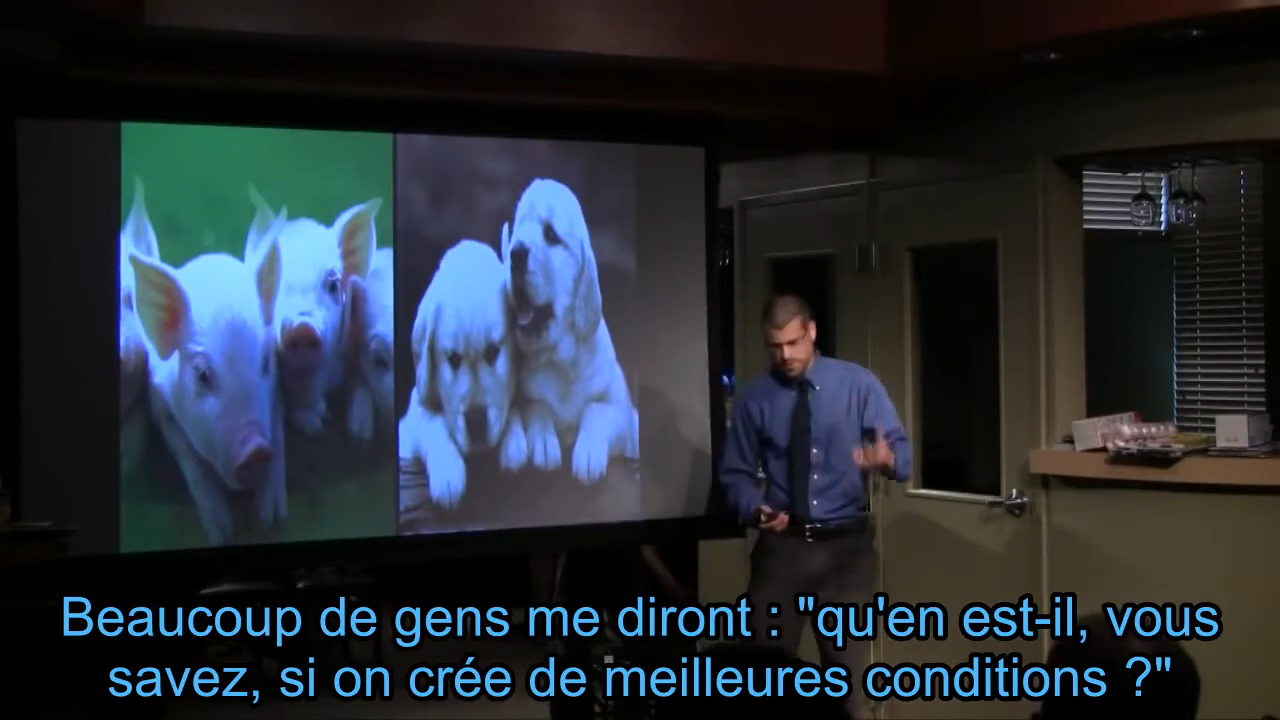 Beaucoup de gens me diront : "qu'en est-il, vous
savez, si on crée de meilleures conditions ?"